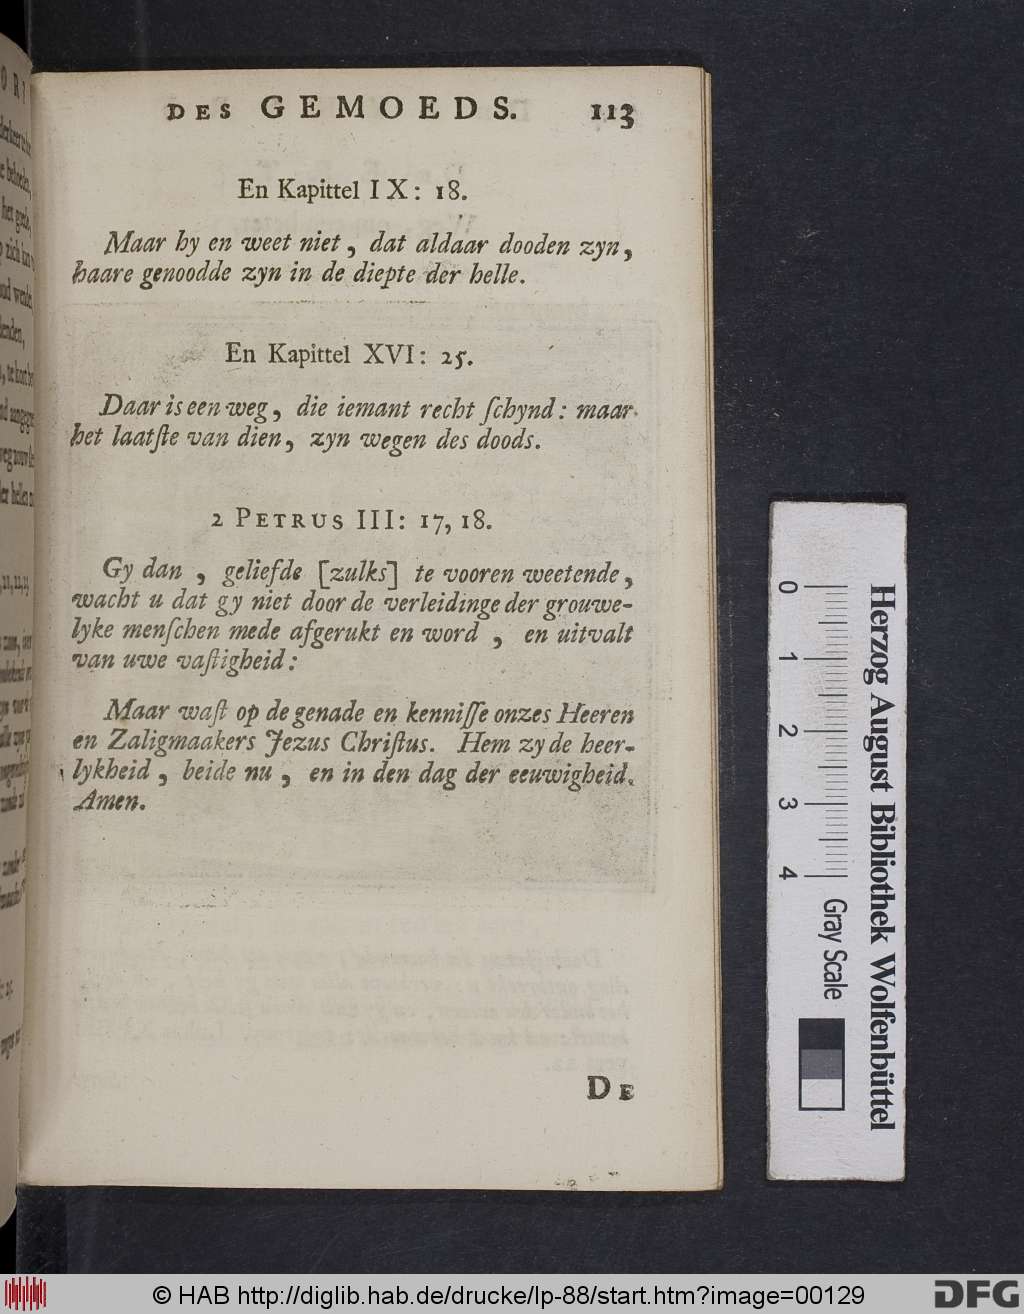 DES GEMOEDS. 113
En Kapittel IX: 18.
Maar hy en weet niet, dat aldaar dooden zyn,
haare genoodde zyn in de diepte der helle.
En Kapittel XVI: 25.
Daar is een weg, die iemant recht ſchynd: maar
het laatſte van dien, zyn wegen des doods.
2 PETRUS III: 17, 18.
Gy dan, geliefde [zulks] te vooren weetende,
wacht u dat gy niet door de verleidinge der grouwe-
lyke menſchen mede afgerukt en word, en uitvalt
van uwe vaſtigheid:
Maar waſt op de genade en kenniſſe onzes Heeren
en Zaligmaakers Jezus Chriſtus. Hem zy de heer-
lykheid, beide nu, en in den dag der eeuwigheid.
Amen.
DE
Herzog August Bibliothek Wolfenbüttel
0 1 2 3 4 Gray Scale
© HAB http://diglib.hab.de/drucke/lp-88/start.htm?image=00129
DFG